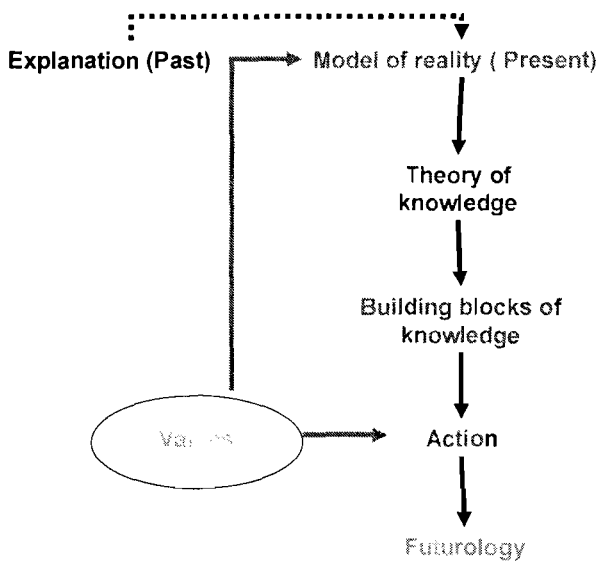 Explanation (Past)
Model of reality ( Present)
Theory of
knowledge
Building blocks of
knowledge
Action
Futurology